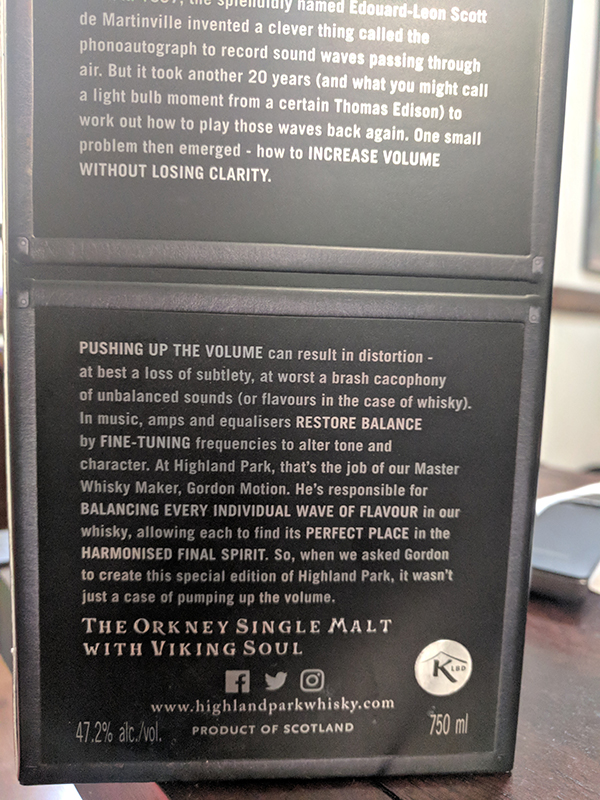 the splendidly named Edouard-Leon Scott
de Martinville invented a clever thing called the
phonoautograph to record sound waves passing through
air. But it took another 20 years (and what you might call
a light bulb moment from a certain Thomas Edison) to
work out how to play those waves back again. One small
problem then emerged - how to INCREASE VOLUME
WITHOUT LOSING CLARITY.
PUSHING UP THE VOLUME can result in distortion -
at best a loss of subtlety, at worst a brash cacophony
of unbalanced sounds (or flavours in the case of whisky).
In music, amps and equalisers RESTORE BALANCE
by FINE-TUNING frequencies to alter tone and
character. At Highland Park, that's the job of our Master
Whisky Maker, Gordon Motion. He's responsible for
BALANCING EVERY INDIVIDUAL WAVE OF FLAVOUR in our
whisky, allowing each to find its PERFECT PLACE in the
HARMONISED FINAL SPIRIT. So, when we asked Gordon
to create this special edition of Highland Park, it wasn't
just a case of pumping up the volume.
THE ORKNEY SINGLE MALT
WITH VIKING SOUL
K LBD
www.highlandparkwhisky.com
47.2% alc./vol. PRODUCT OF SCOTLAND 750 ml